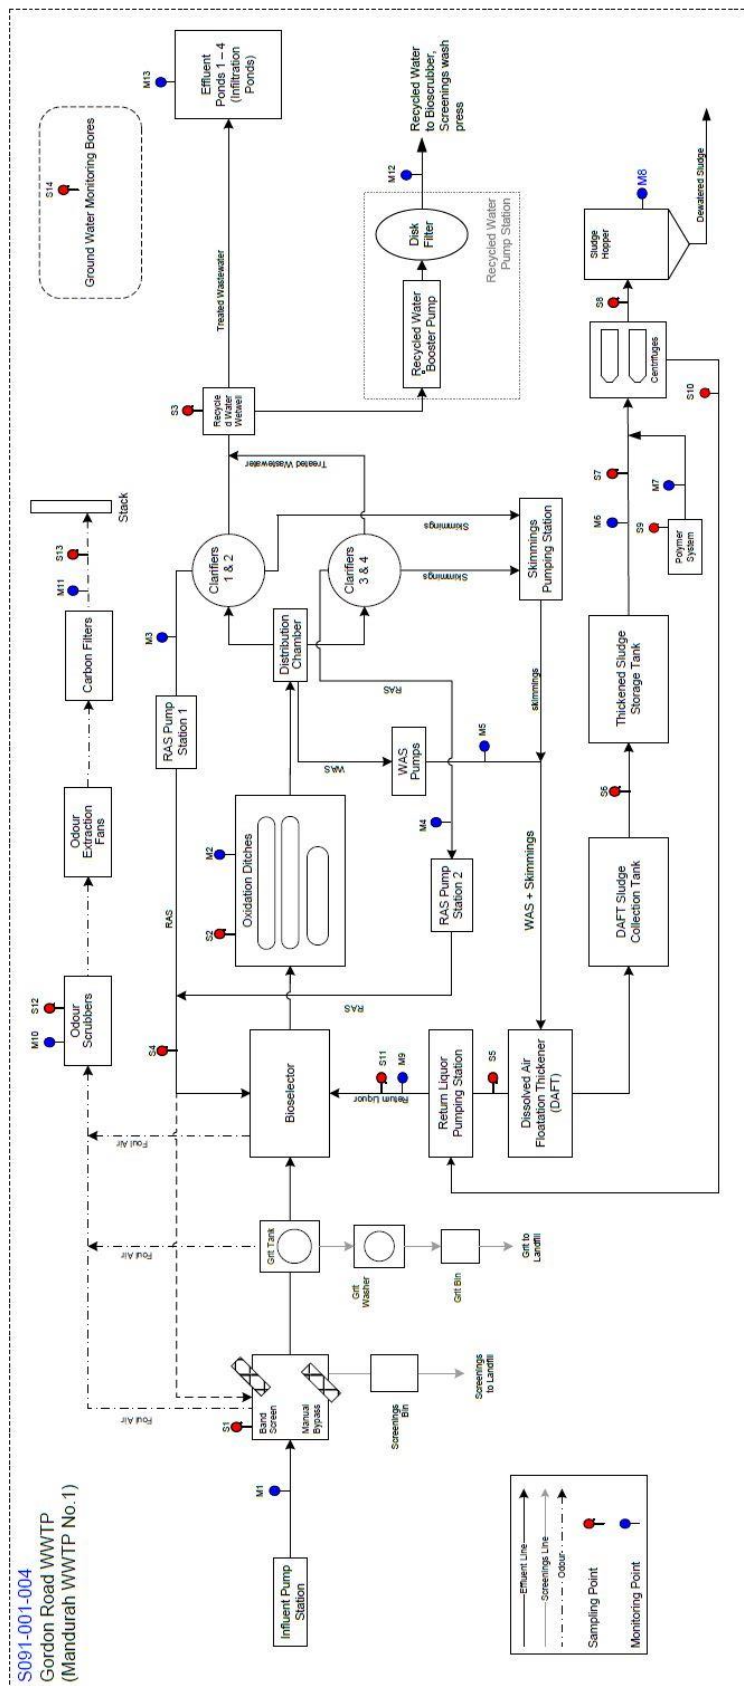 S091-001-004
Gordon Road WWTP
(Mandurah WWTP No.1)
Influent Pump
Station
M1
S1
Band
Screen
Manual
Bypass
Screenings
Bin
Screenings
to Landfill
Foul Air
Grit Tank
Grit
Washer
Grit Bin
Grit to
Landfill
Foul Air
Bioselector
Foul Air
S4
RAS
M10
S12
Odour
Scrubbers
Odour
Extraction
Fans
Carbon Filters
M11
S13
Stack
S2
M2
Oxidation Ditches
RAS Pump
Station 1
M3
Distribution
Chamber
Clarifiers
1 & 2
Clarifiers
3 & 4
Treated Wastewater
Skimmings
Skimmings
Skimmings
Pumping Station
skimmings
RAS
WAS
WAS
Pumps
M5
M4
RAS Pump
Station 2
RAS
WAS + Skimmings
Return Liquor
S11
M9
Return Liquor
Pumping Station
S5
Dissolved Air
Floatation Thickener
(DAFT)
DAFT Sludge
Collection Tank
S6
Thickened Sludge
Storage Tank
M6
S7
S9
M7
Polymer
System
Centrifuges
S10
S8
Sludge
Hopper
M8
Dewatered Sludge
S3
Recycle
d Water
Wetwell
Treated Wastewater
Recycled Water
Booster Pump
Disk
Filter
Recycled Water
Pump Station
M12
Recycled Water
to Bioscrubber,
Screenings wash
press
M13
Effluent
Ponds 1 – 4
(Infiltration
Ponds)
S14
Ground Water Monitoring Bores
Effluent Line
Screenings Line
Odour
Sampling Point
Monitoring Point